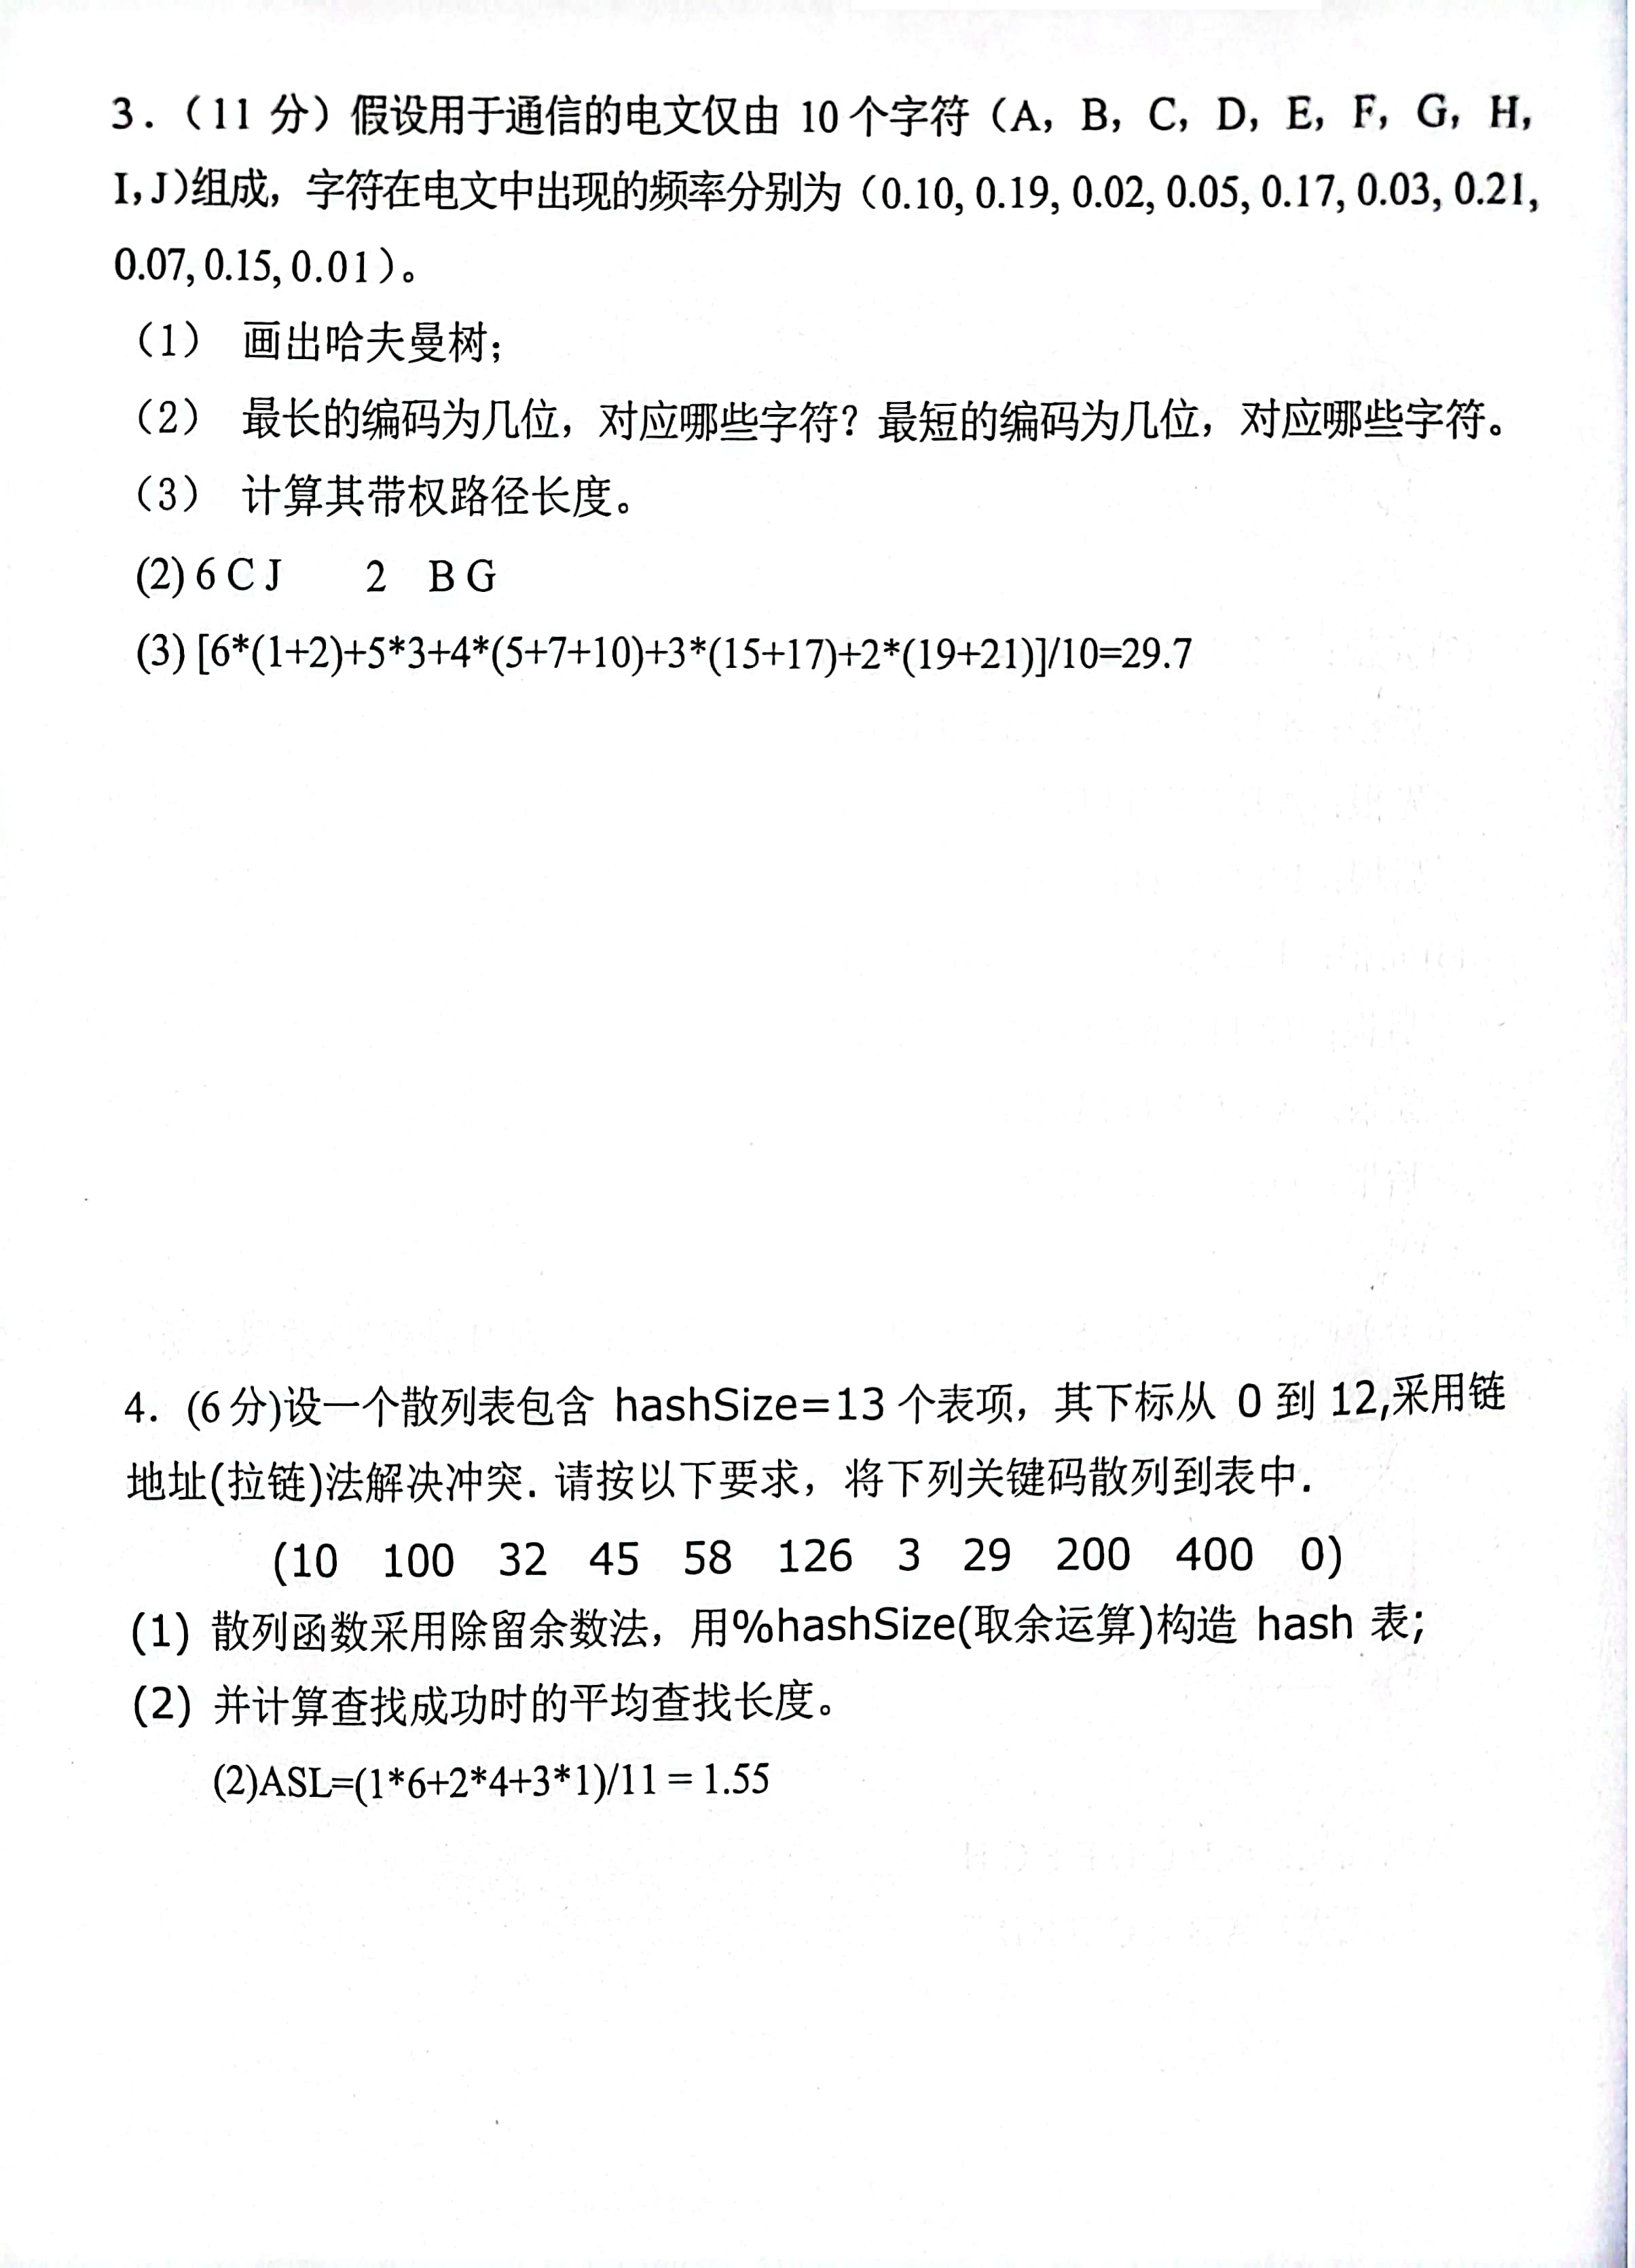 3．（11 分）假设用于通信的电文仅由 10 个字符（A，B，C，D，E，F，G，H，
I, J)组成，字符在电文中出现的频率分别为（0.10, 0.19, 0.02, 0.05, 0.17, 0.03, 0.21,
0.07, 0.15, 0.01）。
（1） 画出哈夫曼树；
（2） 最长的编码为几位，对应哪些字符？最短的编码为几位，对应哪些字符。
（3） 计算其带权路径长度。
(2) 6 C J 2 B G
(3) [6*(1+2)+5*3+4*(5+7+10)+3*(15+17)+2*(19+21)]/10=29.7
4. (6 分)设一个散列表包含 hashSize=13 个表项，其下标从 0 到 12,采用链
地址(拉链)法解决冲突. 请按以下要求，将下列关键码散列到表中.
(10 100 32 45 58 126 3 29 200 400 0)
(1) 散列函数采用除留余数法，用%hashSize(取余运算)构造 hash 表;
(2) 并计算查找成功时的平均查找长度。
(2)ASL=(1*6+2*4+3*1)/11 = 1.55